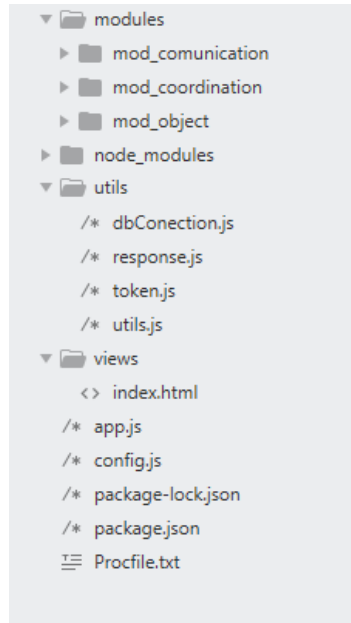 modules
mod_comunication
mod_coordination
mod_object
node_modules
utils
/* dbConection.js
/* response.js
/* token.js
/* utils.js
views
<> index.html
/* app.js
/* config.js
/* package-lock.json
/* package.json
Procfile.txt